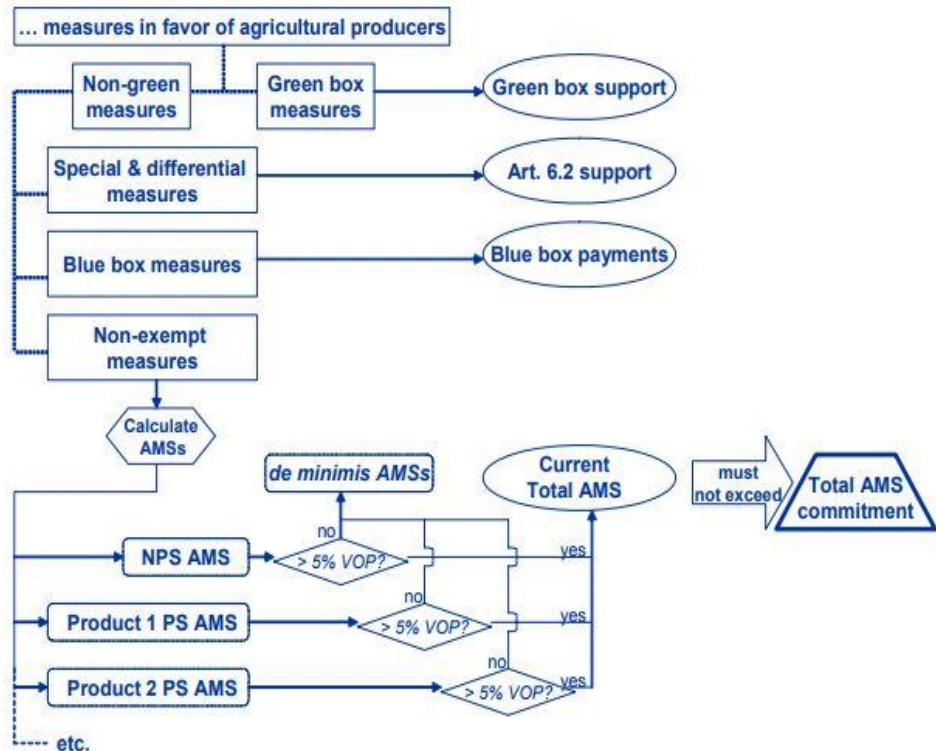 ... measures in favor of agricultural producers
Non-green
measures
Green box
measures
Green box support
Special & differential
measures
Art. 6.2 support
Blue box measures
Blue box payments
Non-exempt
measures
Calculate
AMSs
de minimis AMSs
Current
Total AMS
must
not exceed
Total AMS
commitment
no
NPS AMS
> 5% VOP?
yes
no
Product 1 PS AMS
> 5% VOP?
yes
no
Product 2 PS AMS
> 5% VOP?
yes
etc.